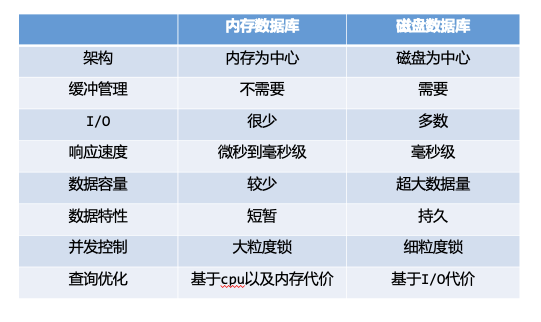 内存数据库 磁盘数据库
架构 内存为中心 磁盘为中心
缓冲管理 不需要 需要
I/O 很少 多数
响应速度 微秒到毫秒级 毫秒级
数据容量 较少 超大数据量
数据特性 短暂 持久
并发控制 大粒度锁 细粒度锁
查询优化 基于cpu以及内存代价 基于I/O代价